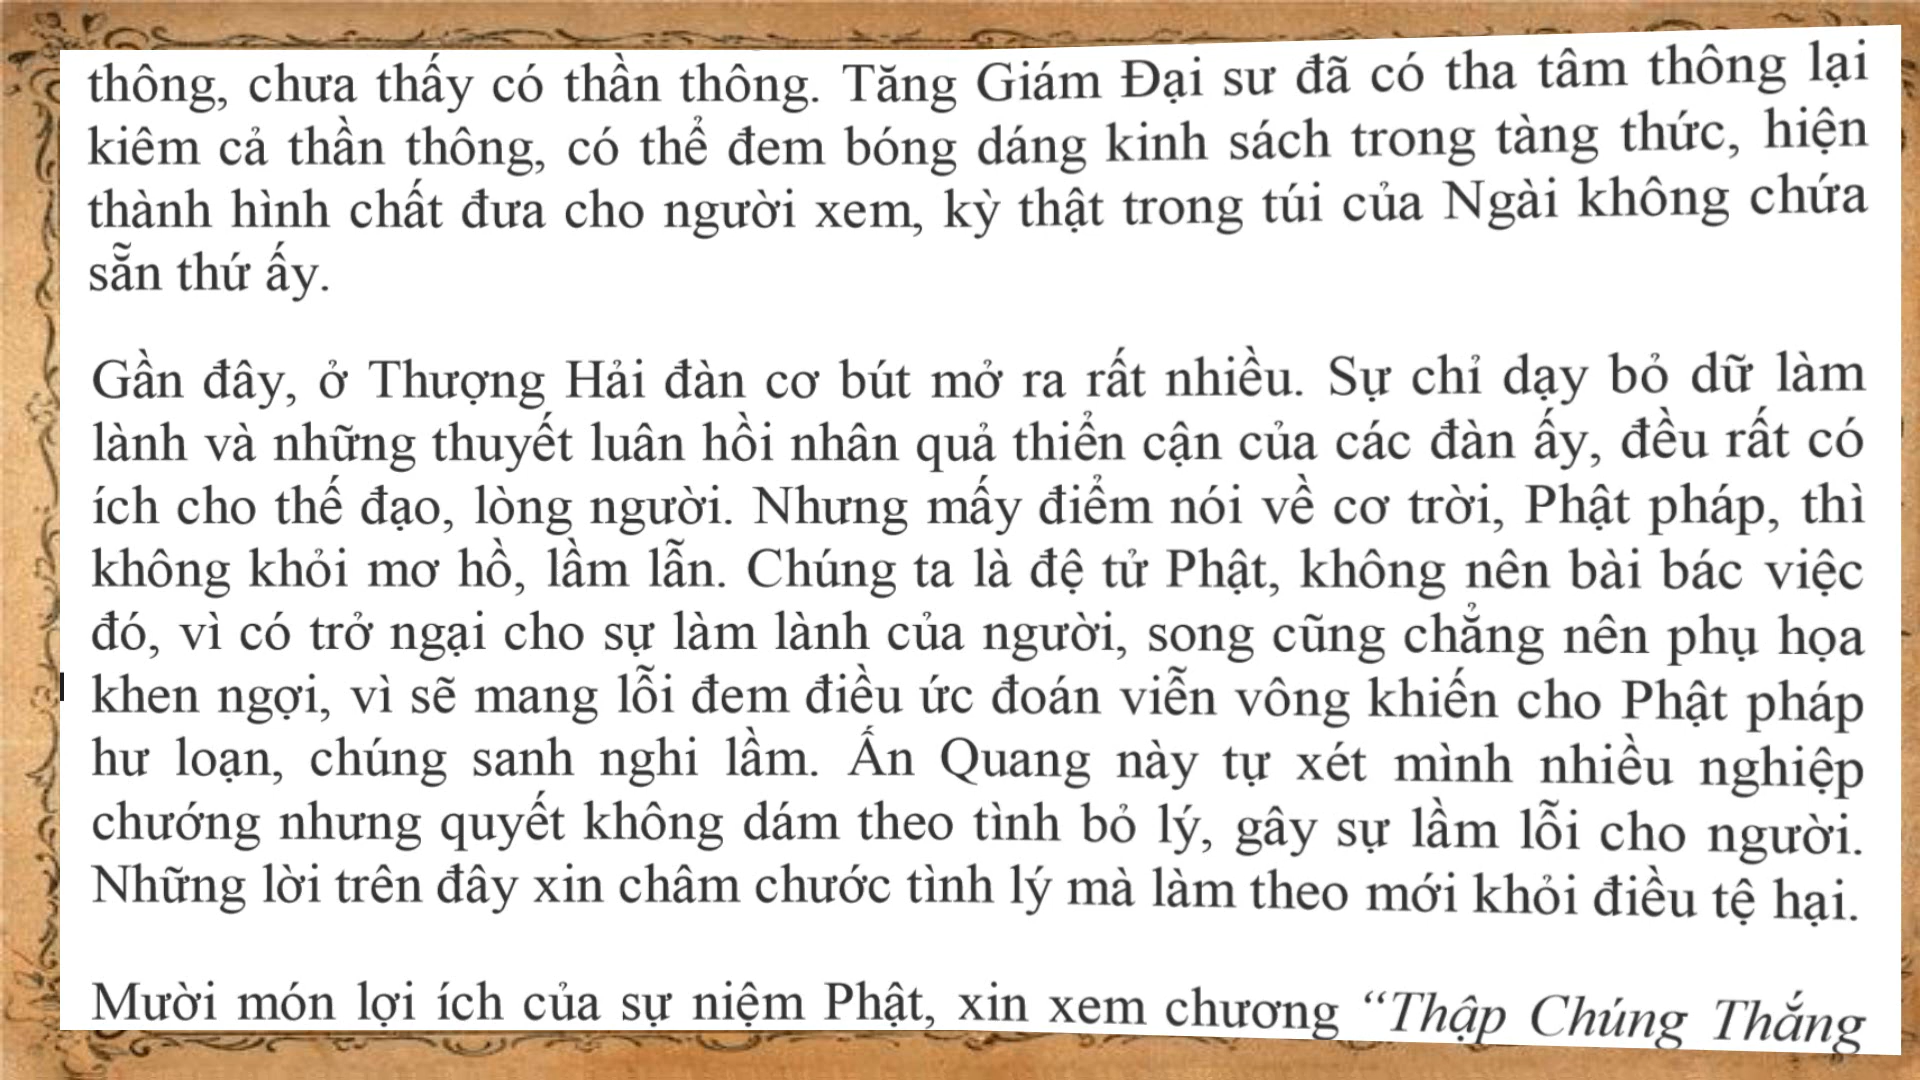 thông, chưa thấy có thần thông. Tăng Giám Đại sư đã có tha tâm thông lại
kiêm cả thần thông, có thể đem bóng dáng kinh sách trong tàng thức, hiện
thành hình chất đưa cho người xem, kỳ thật trong túi của Ngài không chứa
sẵn thứ ấy.
Gần đây, ở Thượng Hải đàn cơ bút mở ra rất nhiều. Sự chỉ dạy bỏ dữ làm
lành và những thuyết luân hồi nhân quả thiển cận của các đàn ấy, đều rất có
ích cho thế đạo, lòng người. Nhưng mấy điểm nói về cơ trời, Phật pháp, thì
không khỏi mơ hồ, lầm lẫn. Chúng ta là đệ tử Phật, không nên bài bác việc
đó, vì có trở ngại cho sự làm lành của người, song cũng chẳng nên phụ họa
khen ngợi, vì sẽ mang lỗi đem điều ức đoán viễn vông khiến cho Phật pháp
hư loạn, chúng sanh nghi lầm. Ấn Quang này tự xét mình nhiều nghiệp
chướng nhưng quyết không dám theo tình bỏ lý, gây sự lầm lỗi cho người.
Những lời trên đây xin châm chước tình lý mà làm theo mới khỏi điều tệ hại.
Mười món lợi ích của sự niệm Phật, xin xem chương “Thập Chúng Thắng